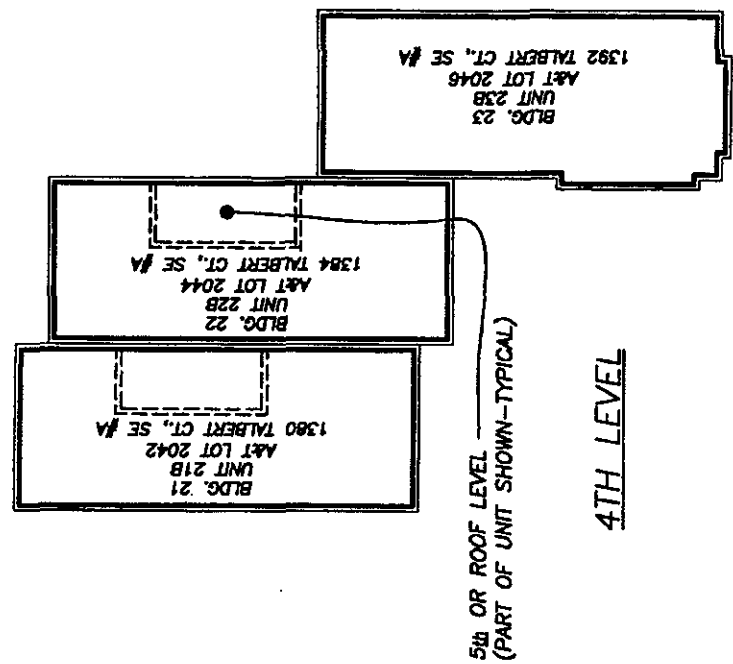 BLDG. 23
UNIT 23B
A&T LOT 2046
1392 TALBERT CT., SE #A
BLDG. 22
UNIT 22B
A&T LOT 2044
1384 TALBERT CT., SE #A
BLDG. 21
UNIT 21B
A&T LOT 2042
1380 TALBERT CT., SE #A
5th OR ROOF LEVEL
(PART OF UNIT SHOWN-TYPICAL)
4TH LEVEL